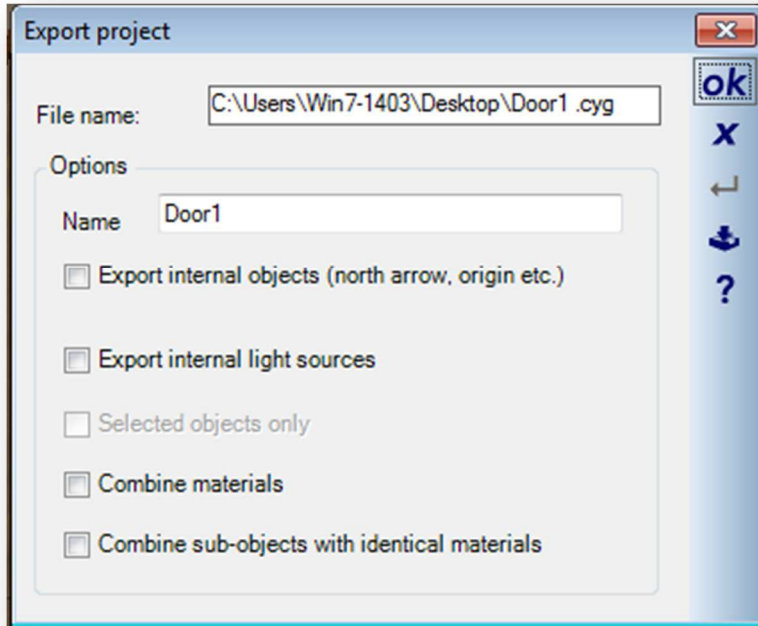 Export project
File name: C:\Users\Win7-1403\Desktop\Door1 .cyg
ok
Options
Name Door1
Export internal objects (north arrow, origin etc.)
Export internal light sources
Selected objects only
Combine materials
Combine sub-objects with identical materials
x
?